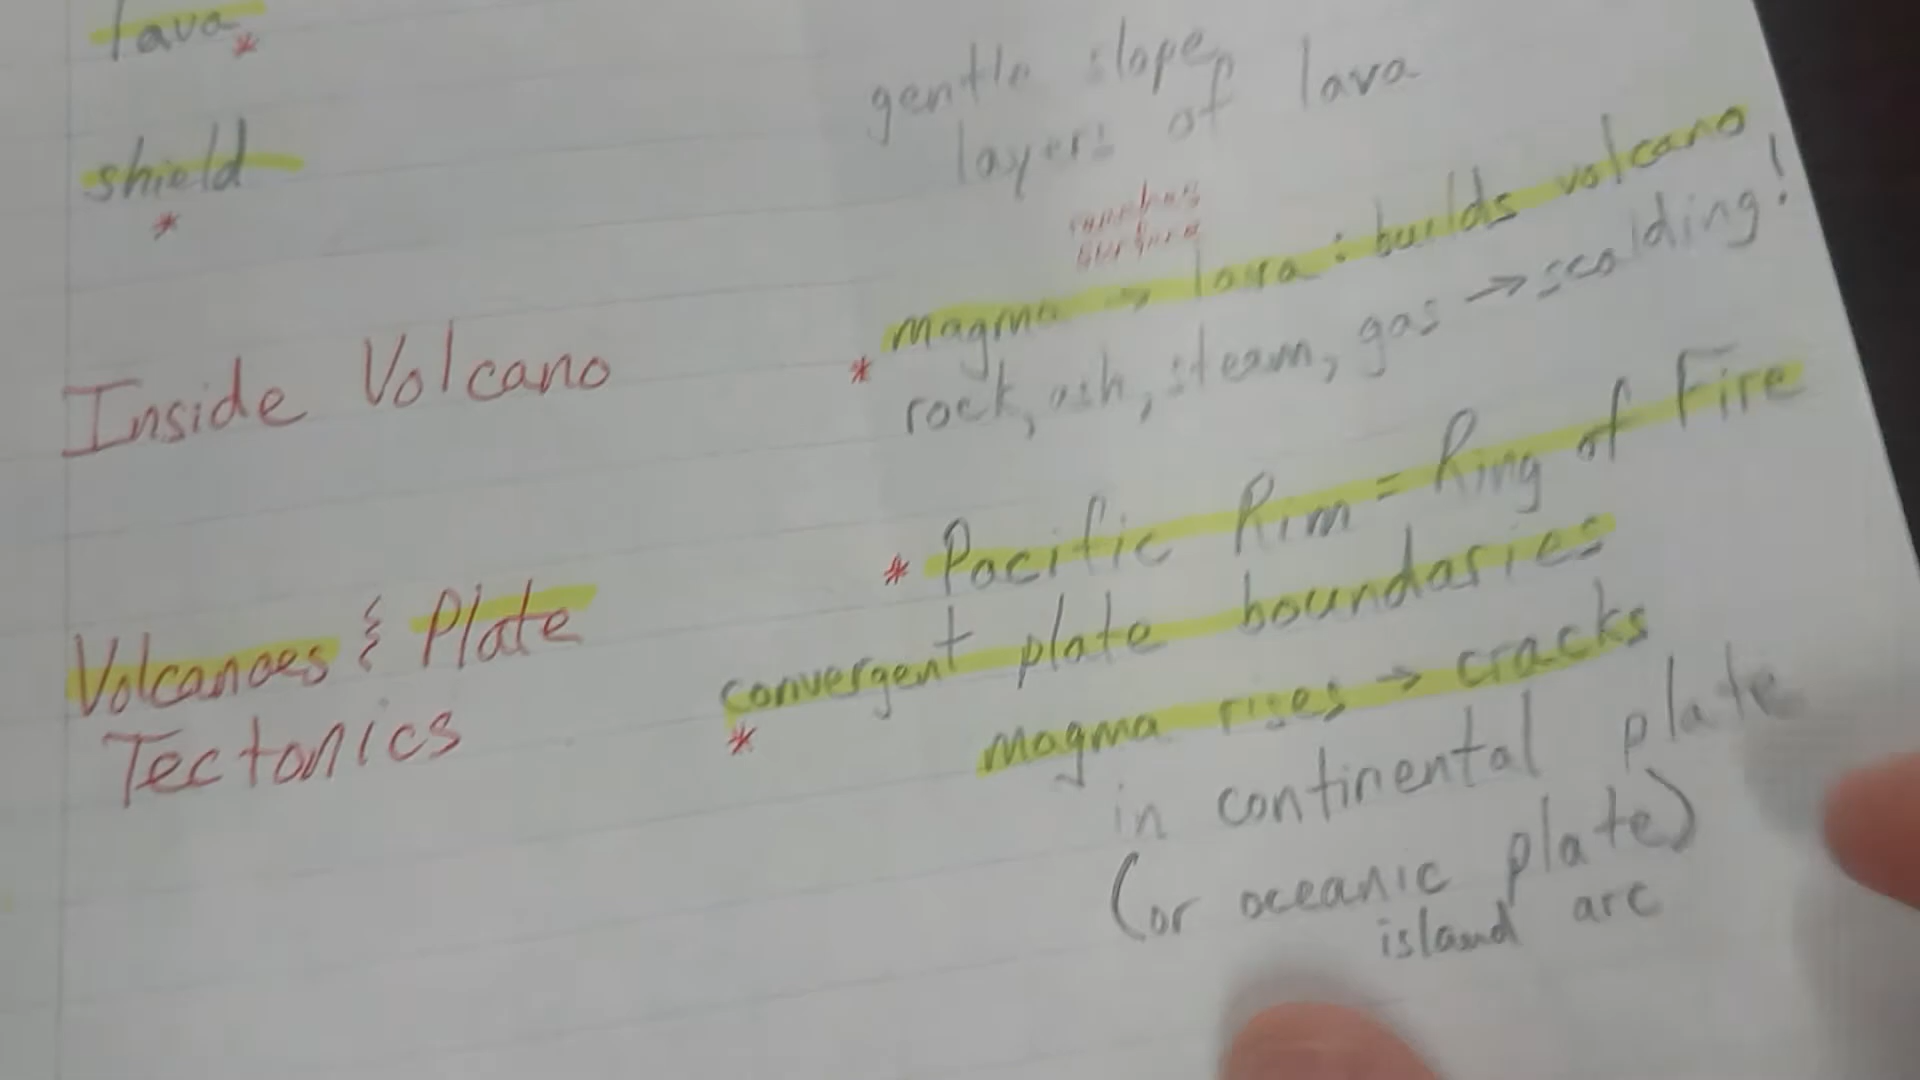 lava *
gentle slope,
layers of lava
shield
*
reaches
surface
magma → lava : builds volcano
* rock, ash, steam, gas → scalding!
Inside Volcano
* Pacific Rim = Ring of Fire
convergent plate boundaries
*
magma rises → cracks
in continental plate
(or oceanic plate)
island arc
Volcanoes & Plate
Tectonics